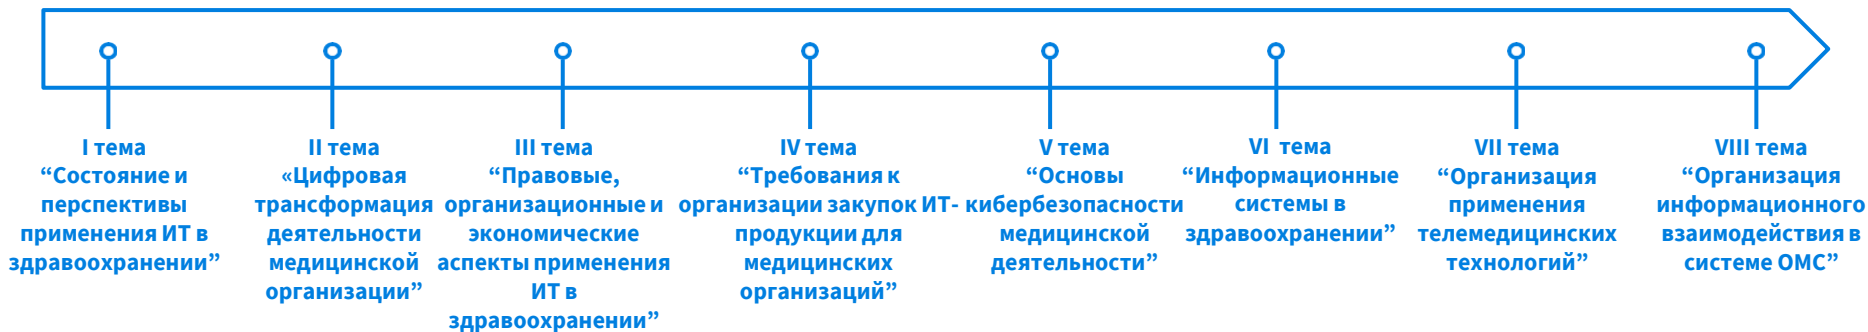 I тема
“Состояние и
перспективы
применения ИТ в
здравоохранении”
II тема
«Цифровая
трансформация
деятельности
медицинской
организации”
III тема
“Правовые,
организационные и
экономические
аспекты применения
ИТ в
здравоохранении”
IV тема
“Требования к
организации закупок ИТ-
продукции для
медицинских
организаций”
V тема
“Основы
кибербезопасности
медицинской
деятельности”
VI тема
“Информационные
системы в
здравоохранении”
VII тема
“Организация
применения
телемедицинских
технологий”
VIII тема
“Организация
информационного
взаимодействия в
системе ОМС”